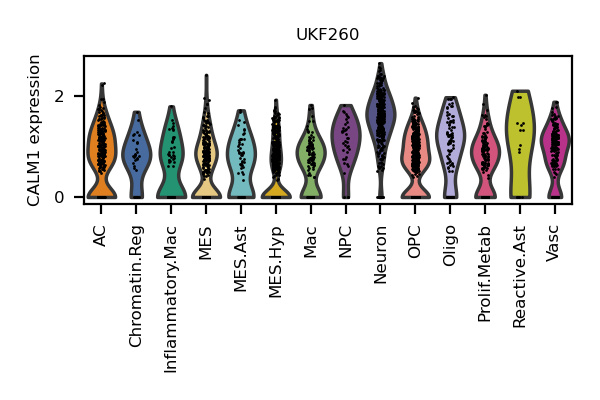 UKF260
CALM1 expression
2
0
AC
Chromatin.Reg
Inflammatory.Mac
MES
MES.Ast
MES.Hyp
Mac
NPC
Neuron
OPC
Oligo
Prolif.Metab
Reactive.Ast
Vasc